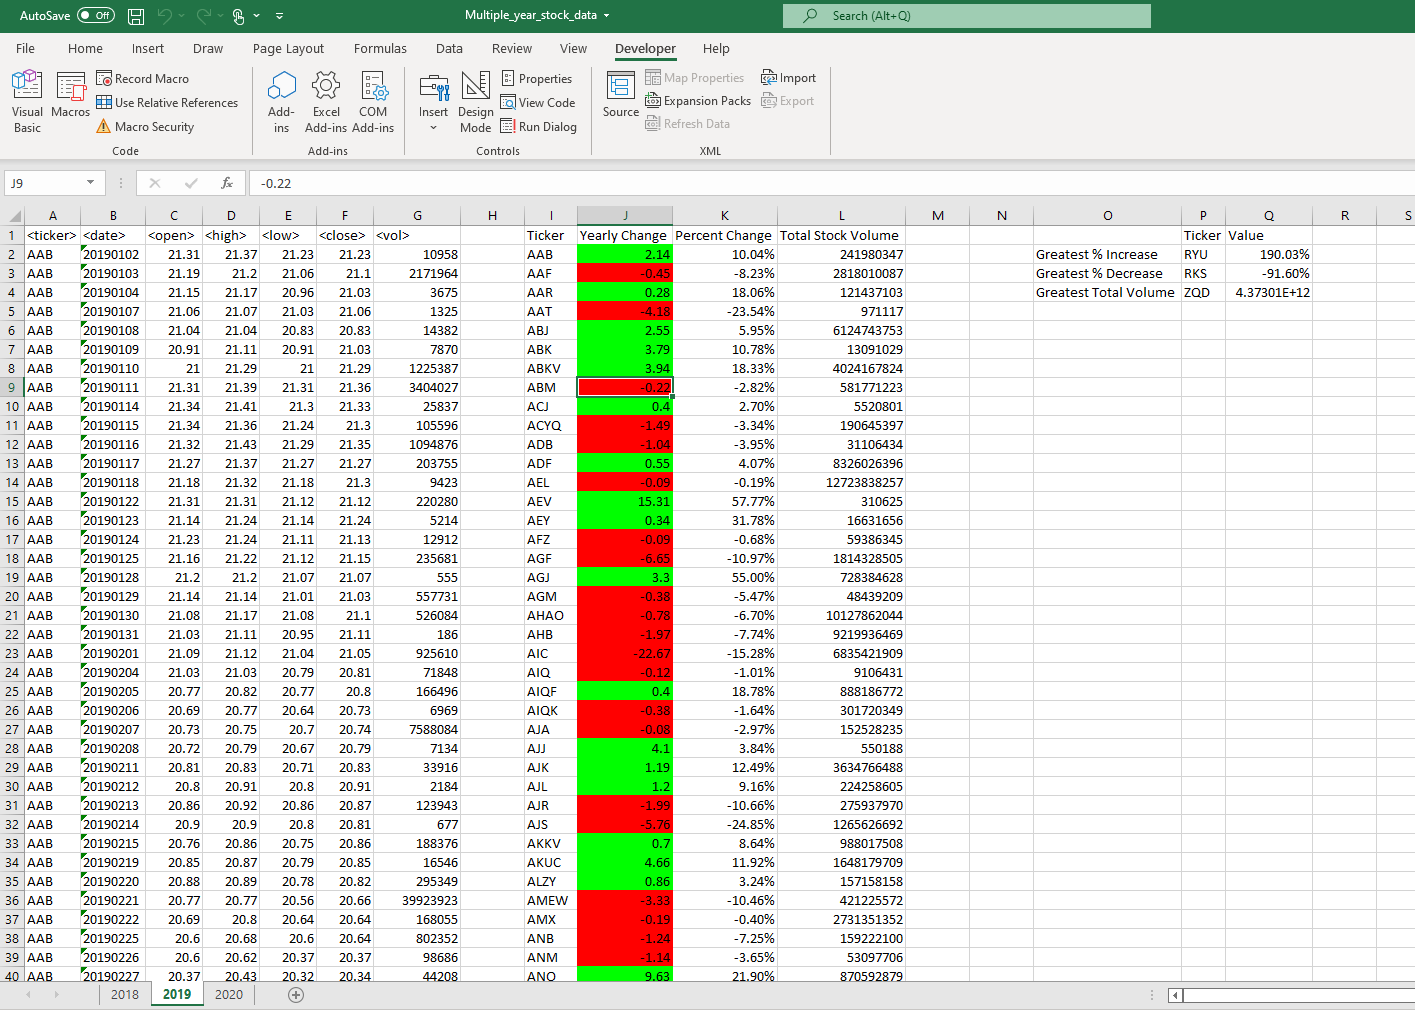 AutoSave Off Multiple_year_stock_data Search (Alt+Q)
File Home Insert Draw Page Layout Formulas Data Review View Developer Help
Visual Basic
Macros
Record Macro
Use Relative References
Macro Security
Code
Add-ins
Excel Add-ins
COM Add-ins
Add-ins
Insert
Design Mode
Properties
View Code
Run Dialog
Controls
Source
Map Properties
Expansion Packs
Refresh Data
Import
Export
XML
J9 fx -0.22
A B C D E F G H I J K L M N O P Q R S
1 <ticker> <date> <open> <high> <low> <close> <vol> Ticker Yearly Change Percent Change Total Stock Volume Ticker Value
2 AAB 20190102 21.31 21.37 21.23 21.23 10958 AAB 2.14 10.04% 241980347 Greatest % Increase RYU 190.03%
3 AAB 20190103 21.19 21.2 21.06 21.1 2171964 AAF -0.45 -8.23% 2818010087 Greatest % Decrease RKS -91.60%
4 AAB 20190104 21.15 21.17 20.96 21.03 3675 AAR 0.28 18.06% 121437103 Greatest Total Volume ZQD 4.37301E+12
5 AAB 20190107 21.06 21.07 21.03 21.06 1325 AAT -4.18 -23.54% 971117
6 AAB 20190108 21.04 21.04 20.83 20.83 14382 ABJ 2.55 5.95% 6124743753
7 AAB 20190109 20.91 21.11 20.91 21.03 7870 ABK 3.79 10.78% 13091029
8 AAB 20190110 21 21.29 21 21.29 1225387 ABKV 3.94 18.33% 4024167824
9 AAB 20190111 21.31 21.39 21.31 21.36 3404027 ABM -0.22 -2.82% 581771223
10 AAB 20190114 21.34 21.41 21.3 21.33 25837 ACJ 0.4 2.70% 5520801
11 AAB 20190115 21.34 21.36 21.24 21.3 105596 ACYQ -1.49 -3.34% 190645397
12 AAB 20190116 21.32 21.43 21.29 21.35 1094876 ADB -1.04 -3.95% 31106434
13 AAB 20190117 21.27 21.37 21.27 21.27 203755 ADF 0.55 4.07% 8326026396
14 AAB 20190118 21.18 21.32 21.18 21.3 9423 AEL -0.09 -0.19% 12723838257
15 AAB 20190122 21.31 21.31 21.12 21.12 220280 AEV 15.31 57.77% 310625
16 AAB 20190123 21.14 21.24 21.14 21.24 5214 AEY 0.34 31.78% 16631656
17 AAB 20190124 21.23 21.24 21.11 21.13 12912 AFZ -0.09 -0.68% 59386345
18 AAB 20190125 21.16 21.22 21.12 21.15 235681 AGF -6.65 -10.97% 1814328505
19 AAB 20190128 21.2 21.2 21.07 21.07 555 AGJ 3.3 55.00% 728384628
20 AAB 20190129 21.14 21.14 21.01 21.03 557731 AGM -0.38 -5.47% 48439209
21 AAB 20190130 21.08 21.17 21.08 21.1 526084 AHAO -0.78 -6.70% 10127862044
22 AAB 20190131 21.03 21.11 20.95 21.11 186 AHB -1.97 -7.74% 9219936469
23 AAB 20190201 21.09 21.12 21.04 21.05 925610 AIC -22.67 -15.28% 6835421909
24 AAB 20190204 21.03 21.03 20.79 20.81 71848 AIQ -0.12 -1.01% 9106431
25 AAB 20190205 20.77 20.82 20.77 20.8 166496 AIQF 0.4 18.78% 888186772
26 AAB 20190206 20.69 20.77 20.64 20.73 6969 AIQK -0.38 -1.64% 301720349
27 AAB 20190207 20.73 20.75 20.7 20.74 7588084 AJA -0.08 -2.97% 152528235
28 AAB 20190208 20.72 20.79 20.67 20.79 7134 AJJ 4.1 3.84% 550188
29 AAB 20190211 20.81 20.83 20.71 20.83 33916 AJK 1.19 12.49% 3634766488
30 AAB 20190212 20.8 20.91 20.8 20.91 2184 AJL 1.2 9.16% 224258605
31 AAB 20190213 20.86 20.92 20.86 20.87 123943 AJR -1.99 -10.66% 275937970
32 AAB 20190214 20.9 20.9 20.8 20.81 677 AJS -5.76 -24.85% 1265626692
33 AAB 20190215 20.76 20.86 20.75 20.86 188376 AKKV 0.7 8.64% 988017508
34 AAB 20190219 20.85 20.87 20.79 20.85 16546 AKUC 4.66 11.92% 1648179709
35 AAB 20190220 20.88 20.89 20.78 20.82 295349 ALZY 0.86 3.24% 157158158
36 AAB 20190221 20.77 20.77 20.56 20.66 39923923 AMEW -3.33 -10.46% 421225572
37 AAB 20190222 20.69 20.8 20.64 20.64 168055 AMX -0.19 -0.40% 2731351352
38 AAB 20190225 20.6 20.68 20.6 20.64 802352 ANB -1.24 -7.25% 159222100
39 AAB 20190226 20.6 20.62 20.37 20.37 98686 ANM -1.14 -3.65% 53097706
40 AAB 20190227 20.37 20.43 20.32 20.34 44208 ANO 9.63 21.90% 870592879
2018 2019 2020